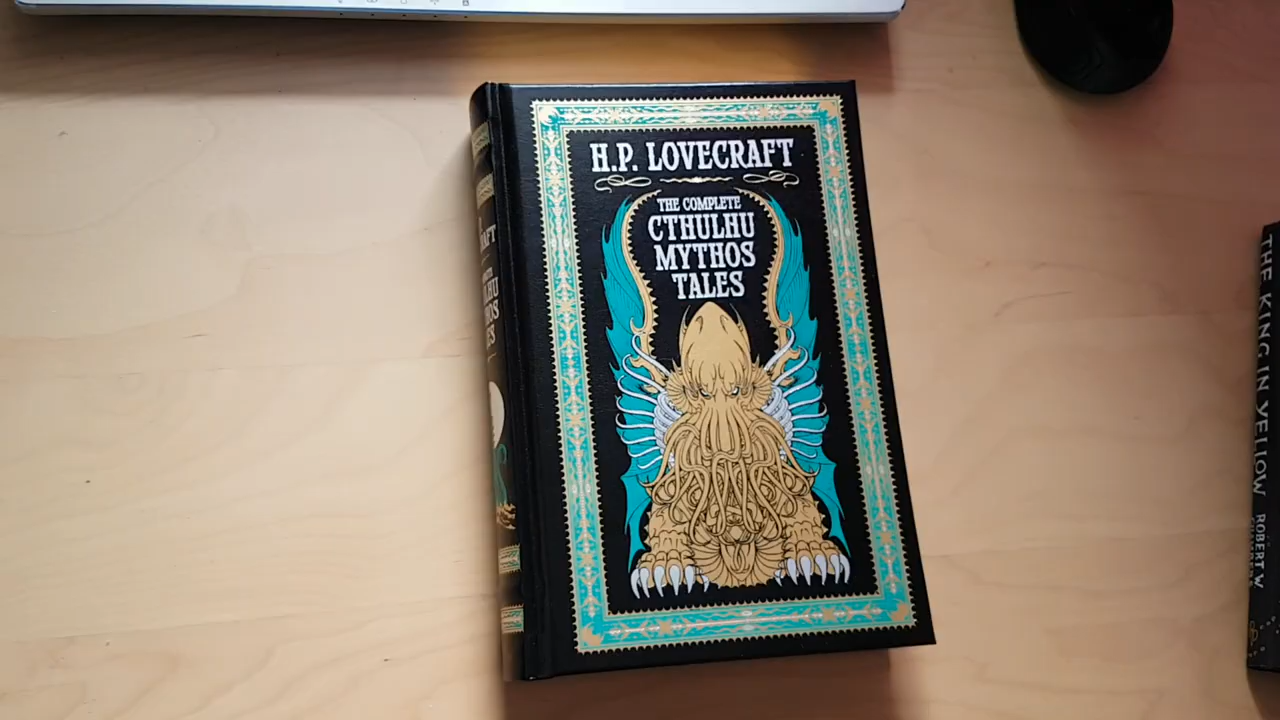 H.P. LOVECRAFT
THE COMPLETE
CTHULHU
MYTHOS
TALES
THE KING IN YELLOW
ROBERT W.